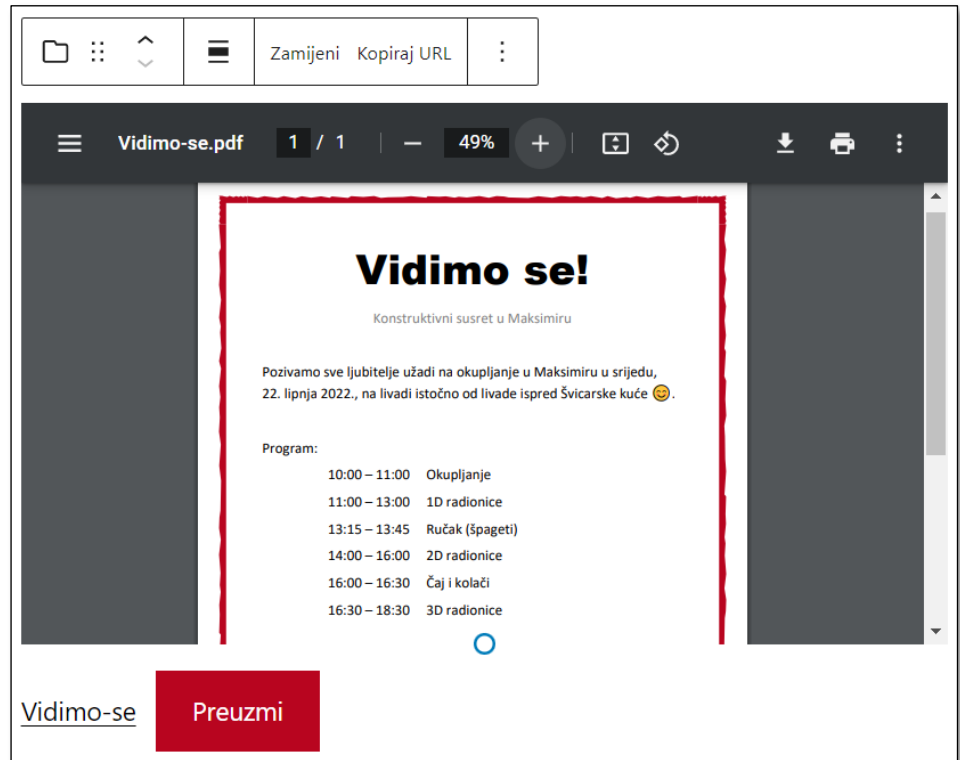 Zamijeni Kopiraj URL
Vidimo-se.pdf 1 / 1 49%
Vidimo se!
Konstruktivni susret u Maksimiru
Pozivamo sve ljubitelje užadi na okupljanje u Maksimiru u srijedu,
22. lipnja 2022., na livadi istočno od livade ispred Švicarske kuće 😊.
Program:
10:00 – 11:00 Okupljanje
11:00 – 13:00 1D radionice
13:15 – 13:45 Ručak (špageti)
14:00 – 16:00 2D radionice
16:00 – 16:30 Čaj i kolači
16:30 – 18:30 3D radionice
Vidimo-se Preuzmi